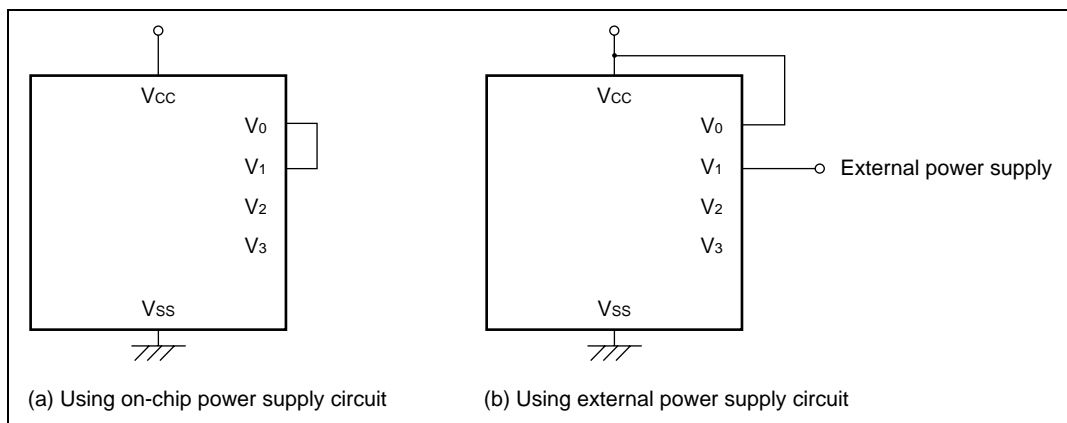 VCC
V0
V1
V2
V3
VSS
(a) Using on-chip power supply circuit
VCC
V0
V1
External power supply
V2
V3
VSS
(b) Using external power supply circuit